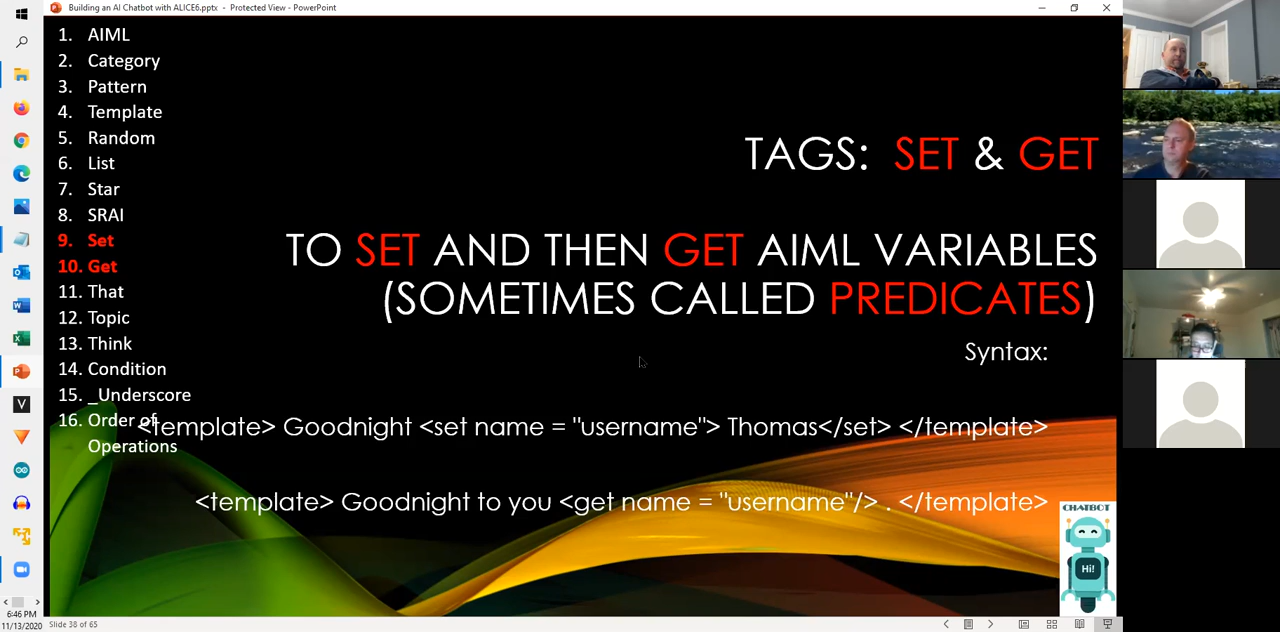 Building an AI Chatbot with ALICE6.pptx - Protected View - PowerPoint
1. AIML
2. Category
3. Pattern
4. Template
5. Random
6. List
7. Star
8. SRAI
9. Set
10. Get
11. That
12. Topic
13. Think
14. Condition
15. _Underscore
16. Order of
Operations
TAGS: SET & GET
TO SET AND THEN GET AIML VARIABLES
(SOMETIMES CALLED PREDICATES)
Syntax:
<template> Goodnight <set name = "username"> Thomas</set> </template>
<template> Goodnight to you <get name = "username"/> . </template>
CHATBOT
Hi!
6:46 PM
11/13/2020
Slide 38 of 65